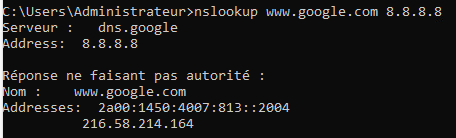 C:\Users\Administrateur>nslookup www.google.com 8.8.8.8
Serveur :   dns.google
Address:  8.8.8.8

Réponse ne faisant pas autorité :
Nom :    www.google.com
Addresses:  2a00:1450:4007:813::2004
          216.58.214.164